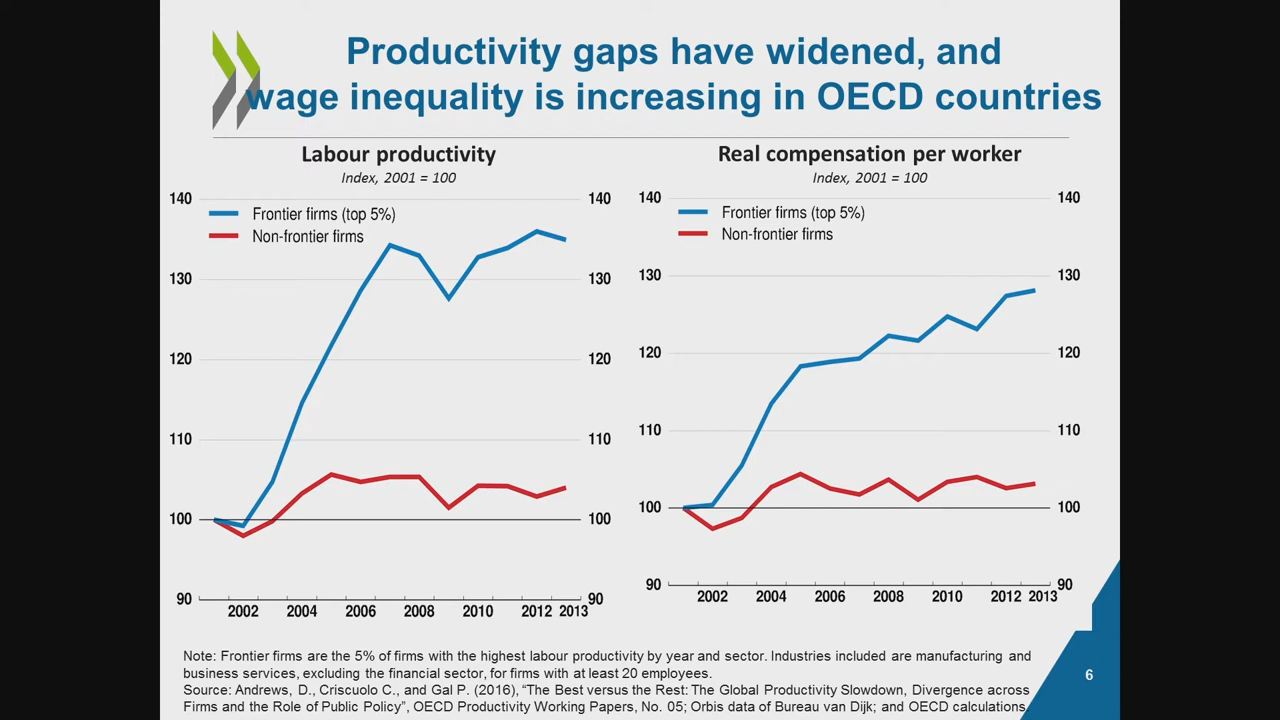 Productivity gaps have widened, and
wage inequality is increasing in OECD countries
Labour productivity
Index, 2001 = 100
140
140
Frontier firms (top 5%)
Non-frontier firms
130
130
120
120
110
110
100
100
90
90
2002 2004 2006 2008 2010 2012 2013
Real compensation per worker
Index, 2001 = 100
140
140
Frontier firms (top 5%)
Non-frontier firms
130
130
120
120
110
110
100
100
90
90
2002 2004 2006 2008 2010 2012 2013
Note: Frontier firms are the 5% of firms with the highest labour productivity by year and sector. Industries included are manufacturing and
business services, excluding the financial sector, for firms with at least 20 employees.
Source: Andrews, D., Criscuolo C., and Gal P. (2016), “The Best versus the Rest: The Global Productivity Slowdown, Divergence across
Firms and the Role of Public Policy”, OECD Productivity Working Papers, No. 05; Orbis data of Bureau van Dijk; and OECD calculations.
6